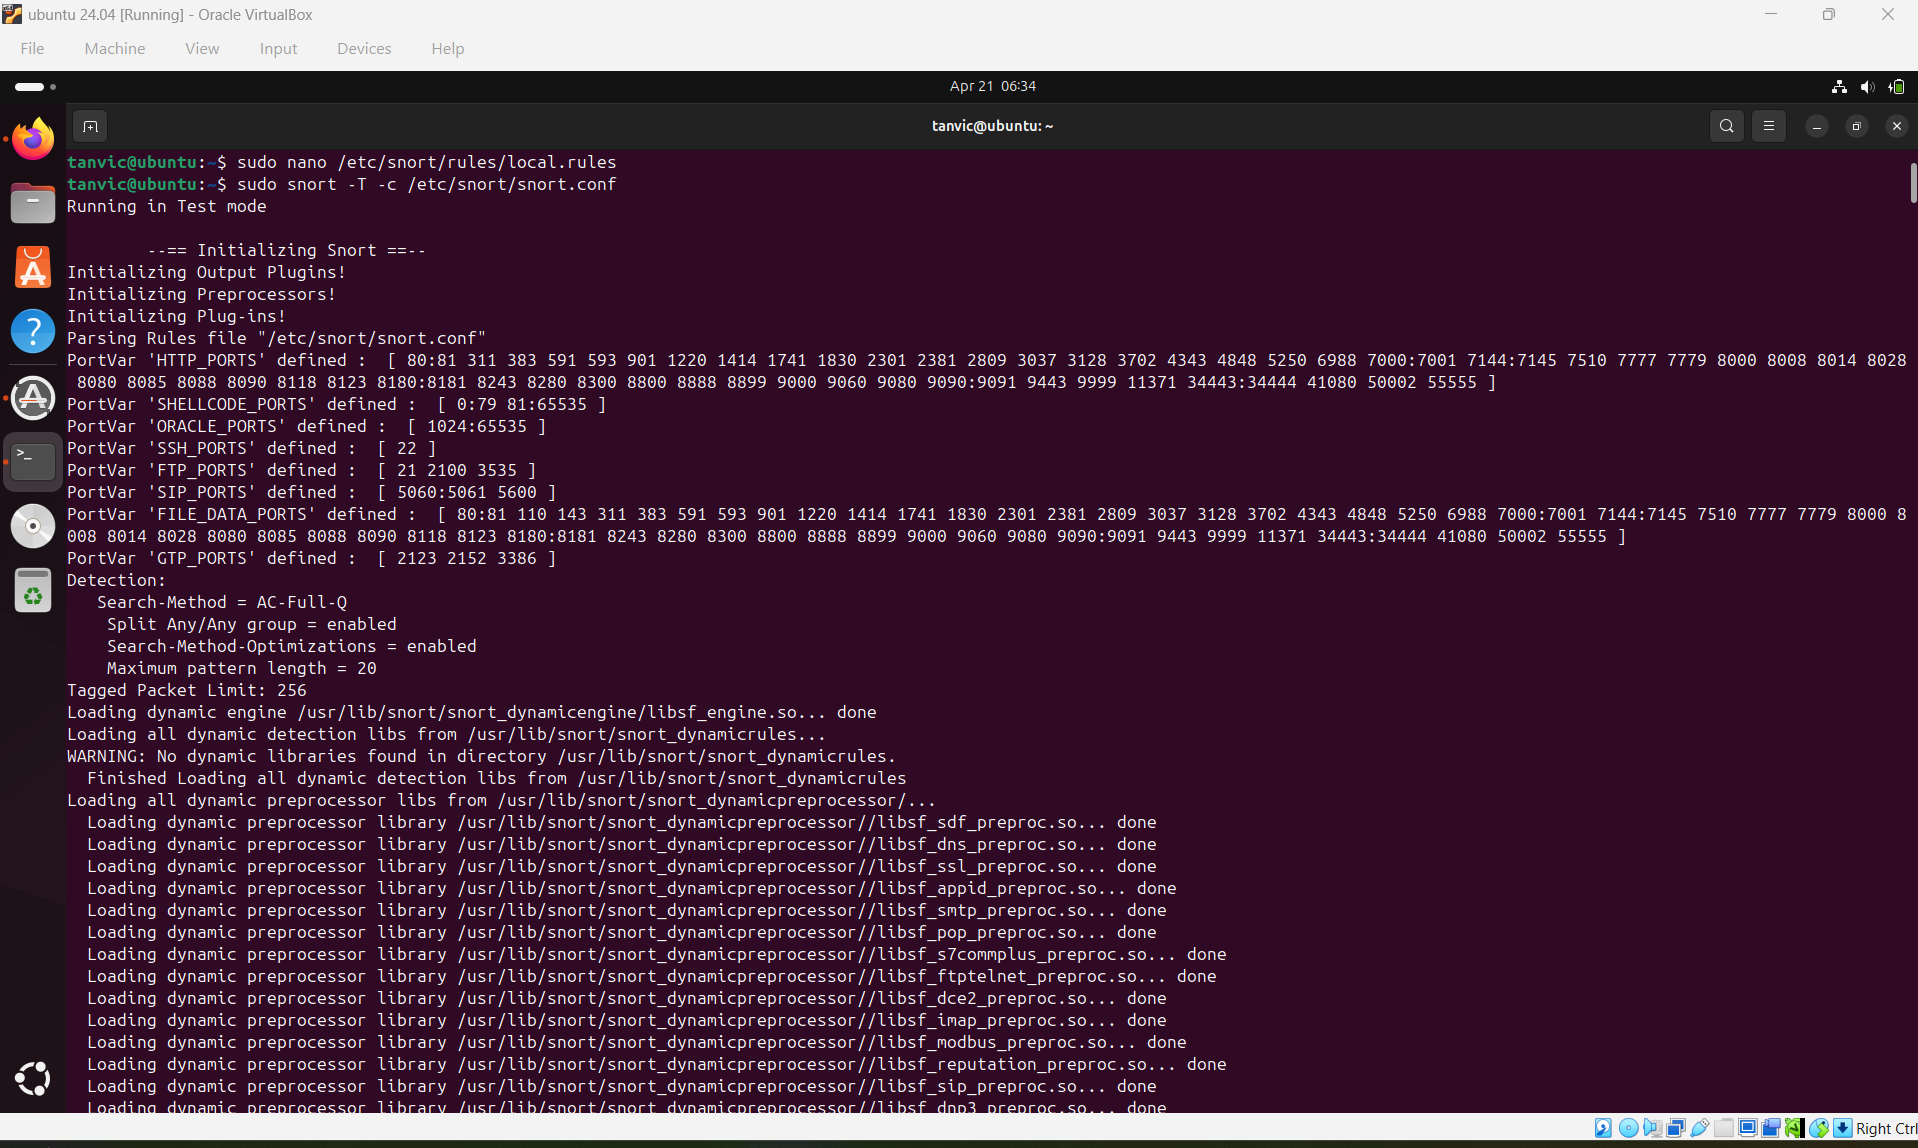 ubuntu 24.04 [Running] - Oracle VirtualBox
File Machine View Input Devices Help
Apr 21 06:34
tanvic@ubuntu: ~
tanvic@ubuntu:~$ sudo nano /etc/snort/rules/local.rules
tanvic@ubuntu:~$ sudo snort -T -c /etc/snort/snort.conf
Running in Test mode
--== Initializing Snort ==--
Initializing Output Plugins!
Initializing Preprocessors!
Initializing Plug-ins!
Parsing Rules file "/etc/snort/snort.conf"
PortVar 'HTTP_PORTS' defined :  [ 80:81 311 383 591 593 901 1220 1414 1741 1830 2301 2381 2809 3037 3128 3702 4343 4848 5250 6988 7000:7001 7144:7145 7510 7777 7779 8000 8008 8014 8028
8080 8085 8088 8090 8118 8123 8180:8181 8243 8280 8300 8800 8888 8899 9000 9060 9080 9090:9091 9443 9999 11371 34443:34444 41080 50002 55555 ]
PortVar 'SHELLCODE_PORTS' defined :  [ 0:79 81:65535 ]
PortVar 'ORACLE_PORTS' defined :  [ 1024:65535 ]
PortVar 'SSH_PORTS' defined :  [ 22 ]
PortVar 'FTP_PORTS' defined :  [ 21 2100 3535 ]
PortVar 'SIP_PORTS' defined :  [ 5060:5061 5600 ]
PortVar 'FILE_DATA_PORTS' defined :  [ 80:81 110 143 311 383 591 593 901 1220 1414 1741 1830 2301 2381 2809 3037 3128 3702 4343 4848 5250 6988 7000:7001 7144:7145 7510 7777 7779 8000 8
008 8014 8028 8080 8085 8088 8090 8118 8123 8180:8181 8243 8280 8300 8800 8888 8899 9000 9060 9080 9090:9091 9443 9999 11371 34443:34444 41080 50002 55555 ]
PortVar 'GTP_PORTS' defined :  [ 2123 2152 3386 ]
Detection:
Search-Method = AC-Full-Q
Split Any/Any group = enabled
Search-Method-Optimizations = enabled
Maximum pattern length = 20
Tagged Packet Limit: 256
Loading dynamic engine /usr/lib/snort/snort_dynamicengine/libsf_engine.so... done
Loading all dynamic detection libs from /usr/lib/snort/snort_dynamicrules...
WARNING: No dynamic libraries found in directory /usr/lib/snort/snort_dynamicrules.
Finished Loading all dynamic detection libs from /usr/lib/snort/snort_dynamicrules
Loading all dynamic preprocessor libs from /usr/lib/snort/snort_dynamicpreprocessor/...
Loading dynamic preprocessor library /usr/lib/snort/snort_dynamicpreprocessor//libsf_sdf_preproc.so... done
Loading dynamic preprocessor library /usr/lib/snort/snort_dynamicpreprocessor//libsf_dns_preproc.so... done
Loading dynamic preprocessor library /usr/lib/snort/snort_dynamicpreprocessor//libsf_ssl_preproc.so... done
Loading dynamic preprocessor library /usr/lib/snort/snort_dynamicpreprocessor//libsf_appid_preproc.so... done
Loading dynamic preprocessor library /usr/lib/snort/snort_dynamicpreprocessor//libsf_smtp_preproc.so... done
Loading dynamic preprocessor library /usr/lib/snort/snort_dynamicpreprocessor//libsf_pop_preproc.so... done
Loading dynamic preprocessor library /usr/lib/snort/snort_dynamicpreprocessor//libsf_s7commplus_preproc.so... done
Loading dynamic preprocessor library /usr/lib/snort/snort_dynamicpreprocessor//libsf_ftptelnet_preproc.so... done
Loading dynamic preprocessor library /usr/lib/snort/snort_dynamicpreprocessor//libsf_dce2_preproc.so... done
Loading dynamic preprocessor library /usr/lib/snort/snort_dynamicpreprocessor//libsf_imap_preproc.so... done
Loading dynamic preprocessor library /usr/lib/snort/snort_dynamicpreprocessor//libsf_modbus_preproc.so... done
Loading dynamic preprocessor library /usr/lib/snort/snort_dynamicpreprocessor//libsf_reputation_preproc.so... done
Loading dynamic preprocessor library /usr/lib/snort/snort_dynamicpreprocessor//libsf_sip_preproc.so... done
Loading dynamic preprocessor library /usr/lib/snort/snort_dynamicpreprocessor//libsf_dnp3_preproc.so... done
Right Ctrl